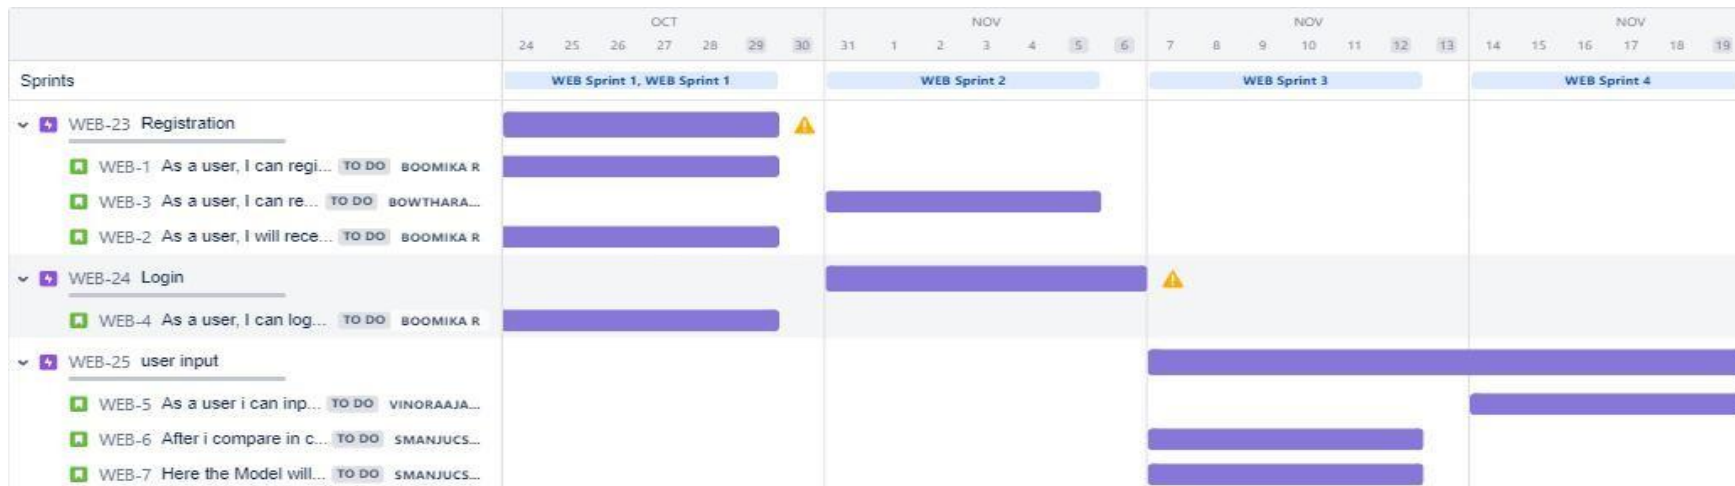 OCT NOV NOV NOV
24 25 26 27 28 29 30 31 1 2 3 4 5 6 7 8 9 10 11 12 13 14 15 16 17 18 19
Sprints WEB Sprint 1, WEB Sprint 1 WEB Sprint 2 WEB Sprint 3 WEB Sprint 4
WEB-23 Registration
WEB-1 As a user, I can regi... TO DO BOOMIKA R
WEB-3 As a user, I can re... TO DO BOWTHARA...
WEB-2 As a user, I will rece... TO DO BOOMIKA R
WEB-24 Login
WEB-4 As a user, I can log... TO DO BOOMIKA R
WEB-25 user input
WEB-5 As a user i can inp... TO DO VINORAAJA...
WEB-6 After i compare in c... TO DO SMANJUCS...
WEB-7 Here the Model will... TO DO SMANJUCS...